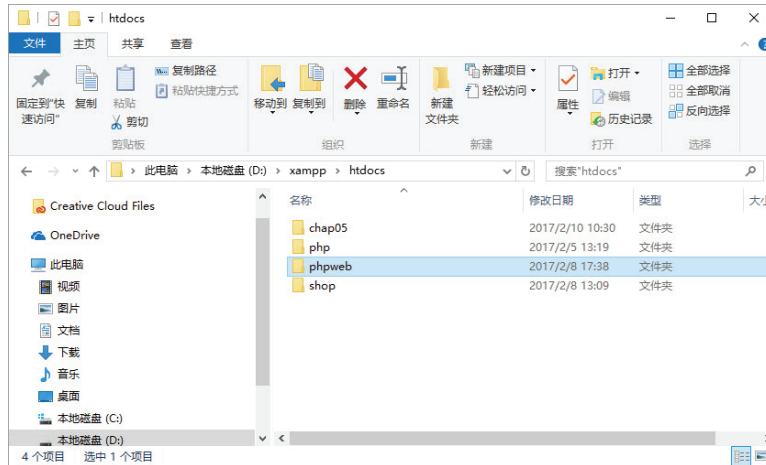 htdocs
文件 主页 共享 查看
固定到"快速访问"
复制
粘贴
复制路径
粘贴快捷方式
剪切
剪贴板
移动到 复制到 删除 重命名
组织
新建文件夹
新建项目
轻松访问
新建
属性
打开
编辑
历史记录
打开
全部选择
全部取消
反向选择
选择
此电脑 本地磁盘 (D:) xampp htdocs
搜索"htdocs"
名称 修改日期 类型
chap05 2017/2/10 10:30 文件夹
php 2017/2/5 13:19 文件夹
phpweb 2017/2/8 17:38 文件夹
shop 2017/2/8 13:09 文件夹
Creative Cloud Files
OneDrive
此电脑
视频
图片
文档
下载
音乐
桌面
本地磁盘 (C:)
本地磁盘 (D:)
4 个项目 选中 1 个项目